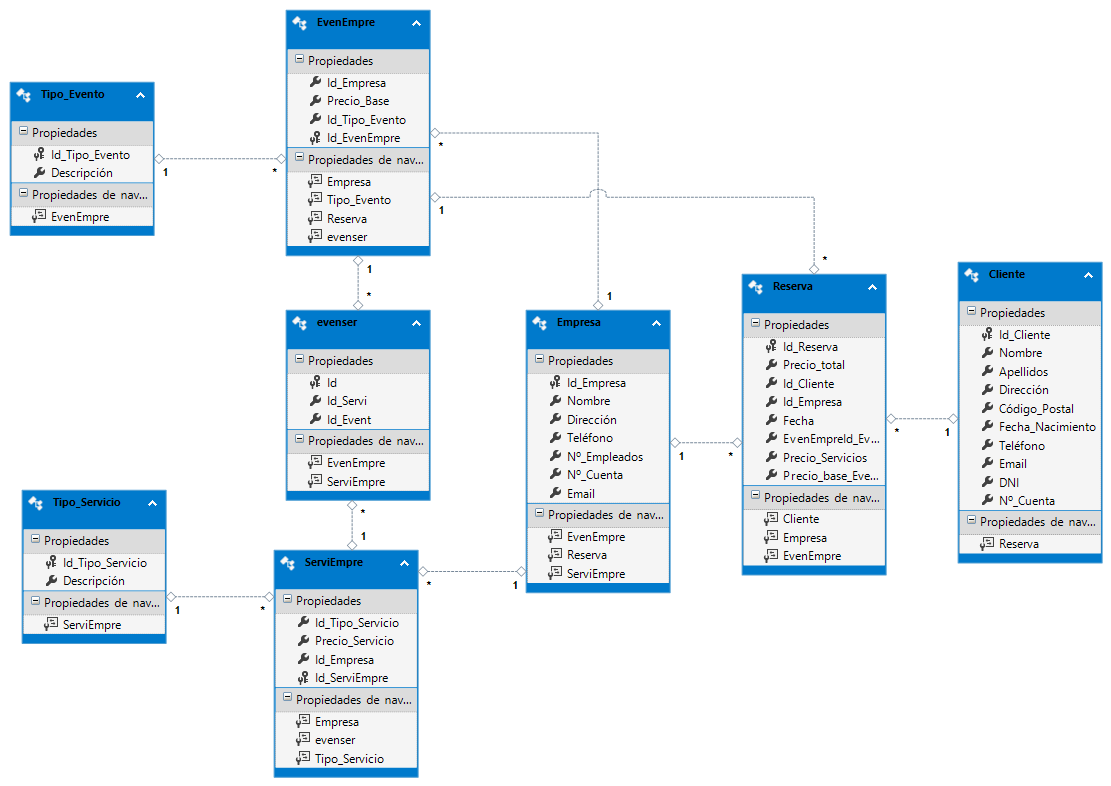 EvenEmpre
Propiedades
Id_Empresa
Precio_Base
Id_Tipo_Evento
Id_EvenEmpre
Propiedades de nav...
Empresa
Tipo_Evento
Reserva
evenser
Tipo_Evento
Propiedades
Id_Tipo_Evento
Descripción
Propiedades de nav...
EvenEmpre
1
*
*
1
1
*
1
*
evenser
Propiedades
Id
Id_Servi
Id_Event
Propiedades de nav...
EvenEmpre
ServiEmpre
Empresa
Propiedades
Id_Empresa
Nombre
Dirección
Teléfono
Nº_Empleados
Nº_Cuenta
Email
Propiedades de nav...
EvenEmpre
Reserva
ServiEmpre
1
*
Reserva
Propiedades
Id_Reserva
Precio_total
Id_Cliente
Id_Empresa
Fecha
EvenEmpreId_Ev...
Precio_Servicios
Precio_base_Eve...
Propiedades de nav...
Cliente
Empresa
EvenEmpre
*
1
Cliente
Propiedades
Id_Cliente
Nombre
Apellidos
Dirección
Código_Postal
Fecha_Nacimiento
Teléfono
Email
DNI
Nº_Cuenta
Propiedades de nav...
Reserva
*
1
Tipo_Servicio
Propiedades
Id_Tipo_Servicio
Descripción
Propiedades de nav...
ServiEmpre
1
*
ServiEmpre
Propiedades
Id_Tipo_Servicio
Precio_Servicio
Id_Empresa
Id_ServiEmpre
Propiedades de nav...
Empresa
evenser
Tipo_Servicio
*
1